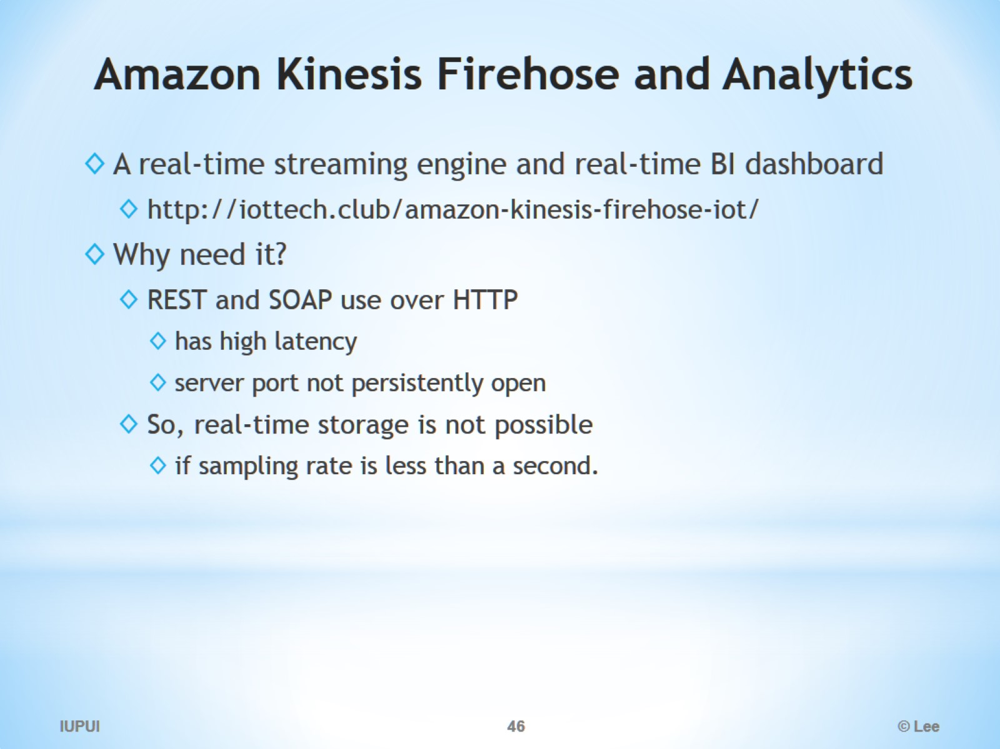 Amazon Kinesis Firehose and Analytics
A real-time streaming engine and real-time BI dashboard
http://iottech.club/amazon-kinesis-firehose-iot/
Why need it?
REST and SOAP use over HTTP
has high latency
server port not persistently open
So, real-time storage is not possible
if sampling rate is less than a second.
IUPUI
46
© Lee